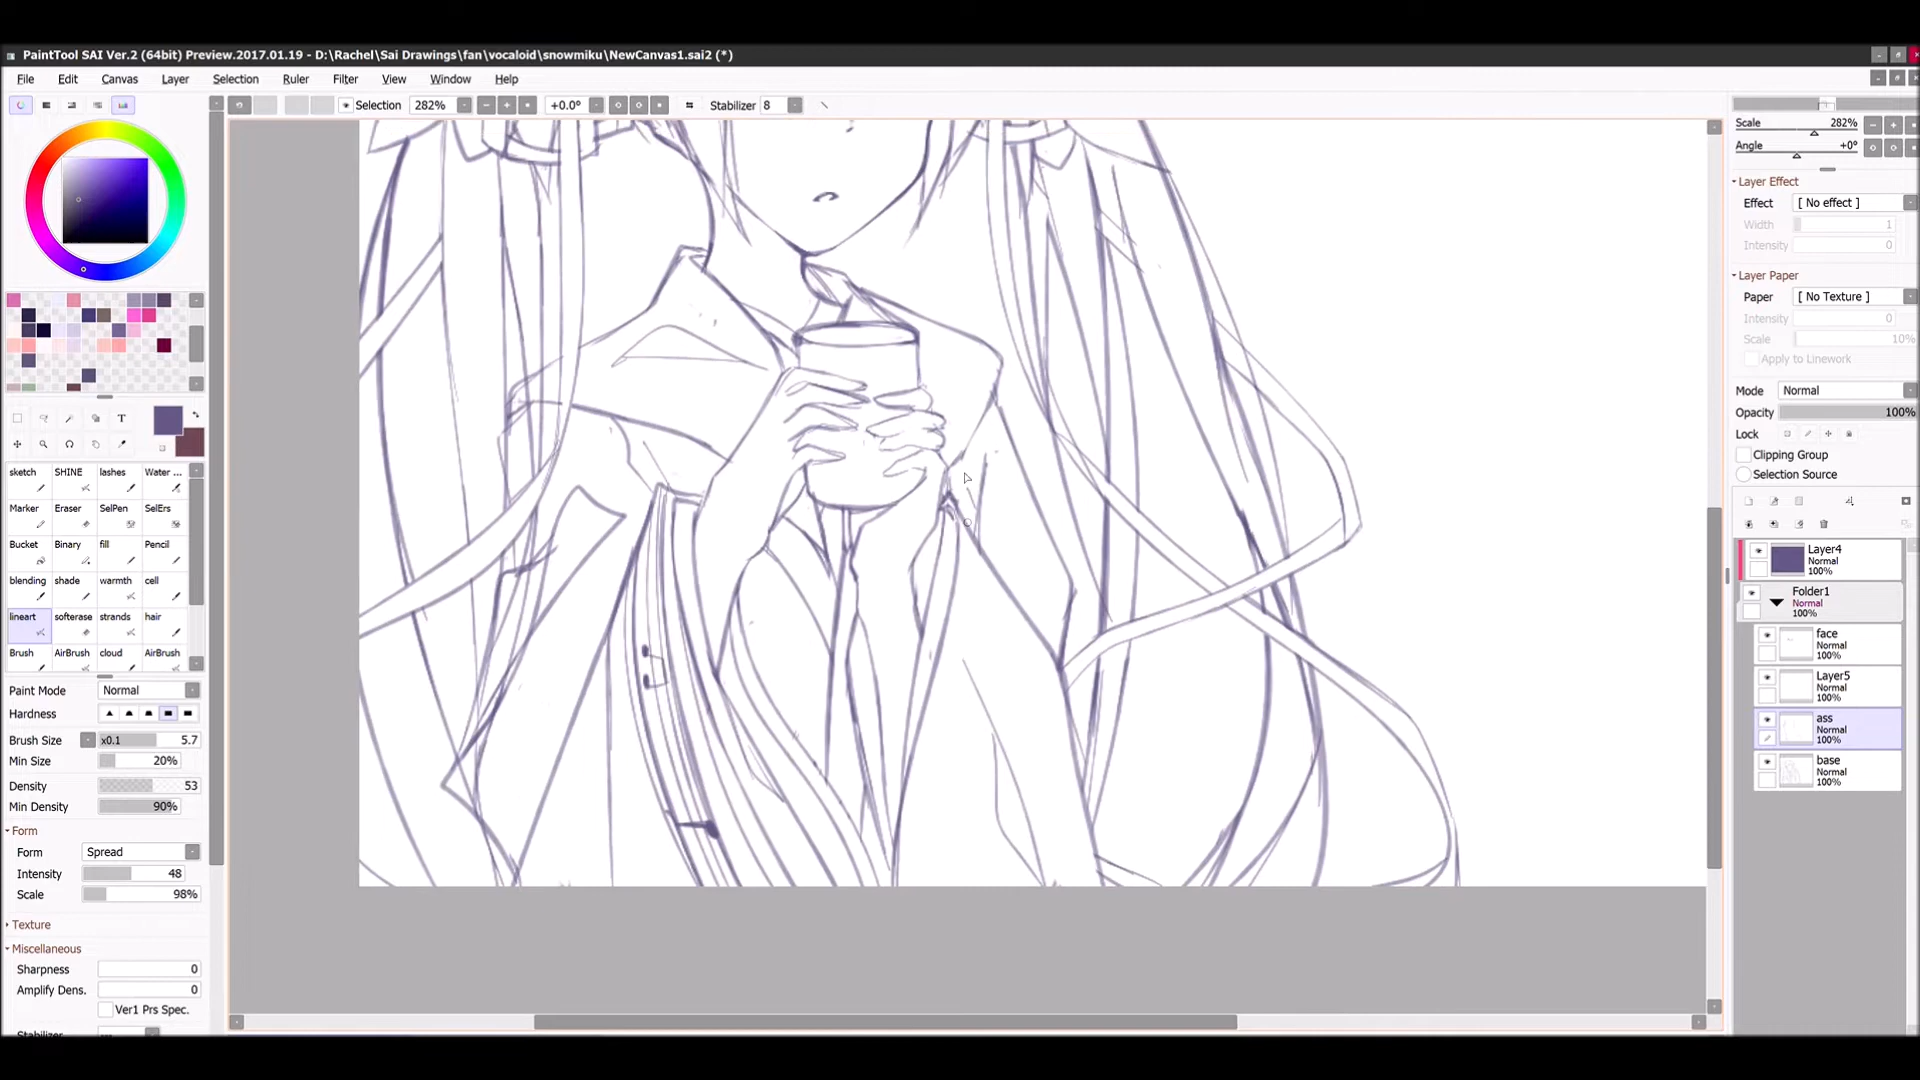 PaintTool SAI Ver.2 (64bit) Preview.2017.01.19 - D:\Rachel\Sai Drawings\fan\vocaloid\snowmiku\NewCanvas1.sai2 (*)
File Edit Canvas Layer Selection Ruler Filter View Window Help
Selection 282% +0.0° Stabilizer 8
Scale 282%
Angle +0°
Layer Effect
Effect [ No effect ]
Width 1
Intensity 0
Layer Paper
Paper [ No Texture ]
Intensity 0
Scale 10%
Apply to Linework
Mode Normal
Opacity 100%
Lock
Clipping Group
Selection Source
Layer4
Normal
100%
Folder1
Normal
100%
face
Normal
100%
Layer5
Normal
100%
ass
Normal
100%
base
Normal
100%
T
sketch SHINE lashes Water ...
Marker Eraser SelPen SelErs
Bucket Binary fill Pencil
blending shade warmth cell
lineart softerase strands hair
Brush AirBrush cloud AirBrush
Paint Mode Normal
Hardness
Brush Size x0.1 5.7
Min Size 20%
Density 53
Min Density 90%
Form
Form Spread
Intensity 48
Scale 98%
Texture
Miscellaneous
Sharpness 0
Amplify Dens. 0
Ver1 Prs Spec.
Stabilizer